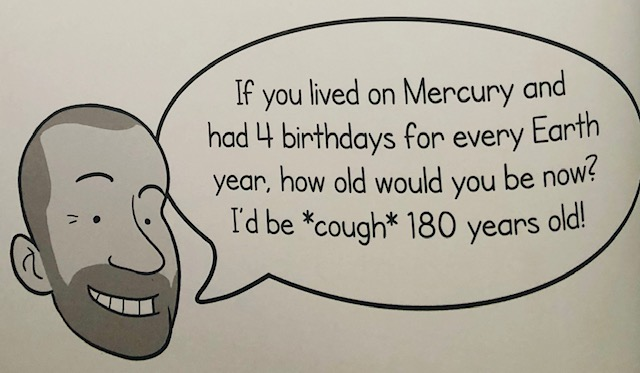 If you lived on Mercury and
had 4 birthdays for every Earth
year, how old would you be now?
I'd be *cough* 180 years old!